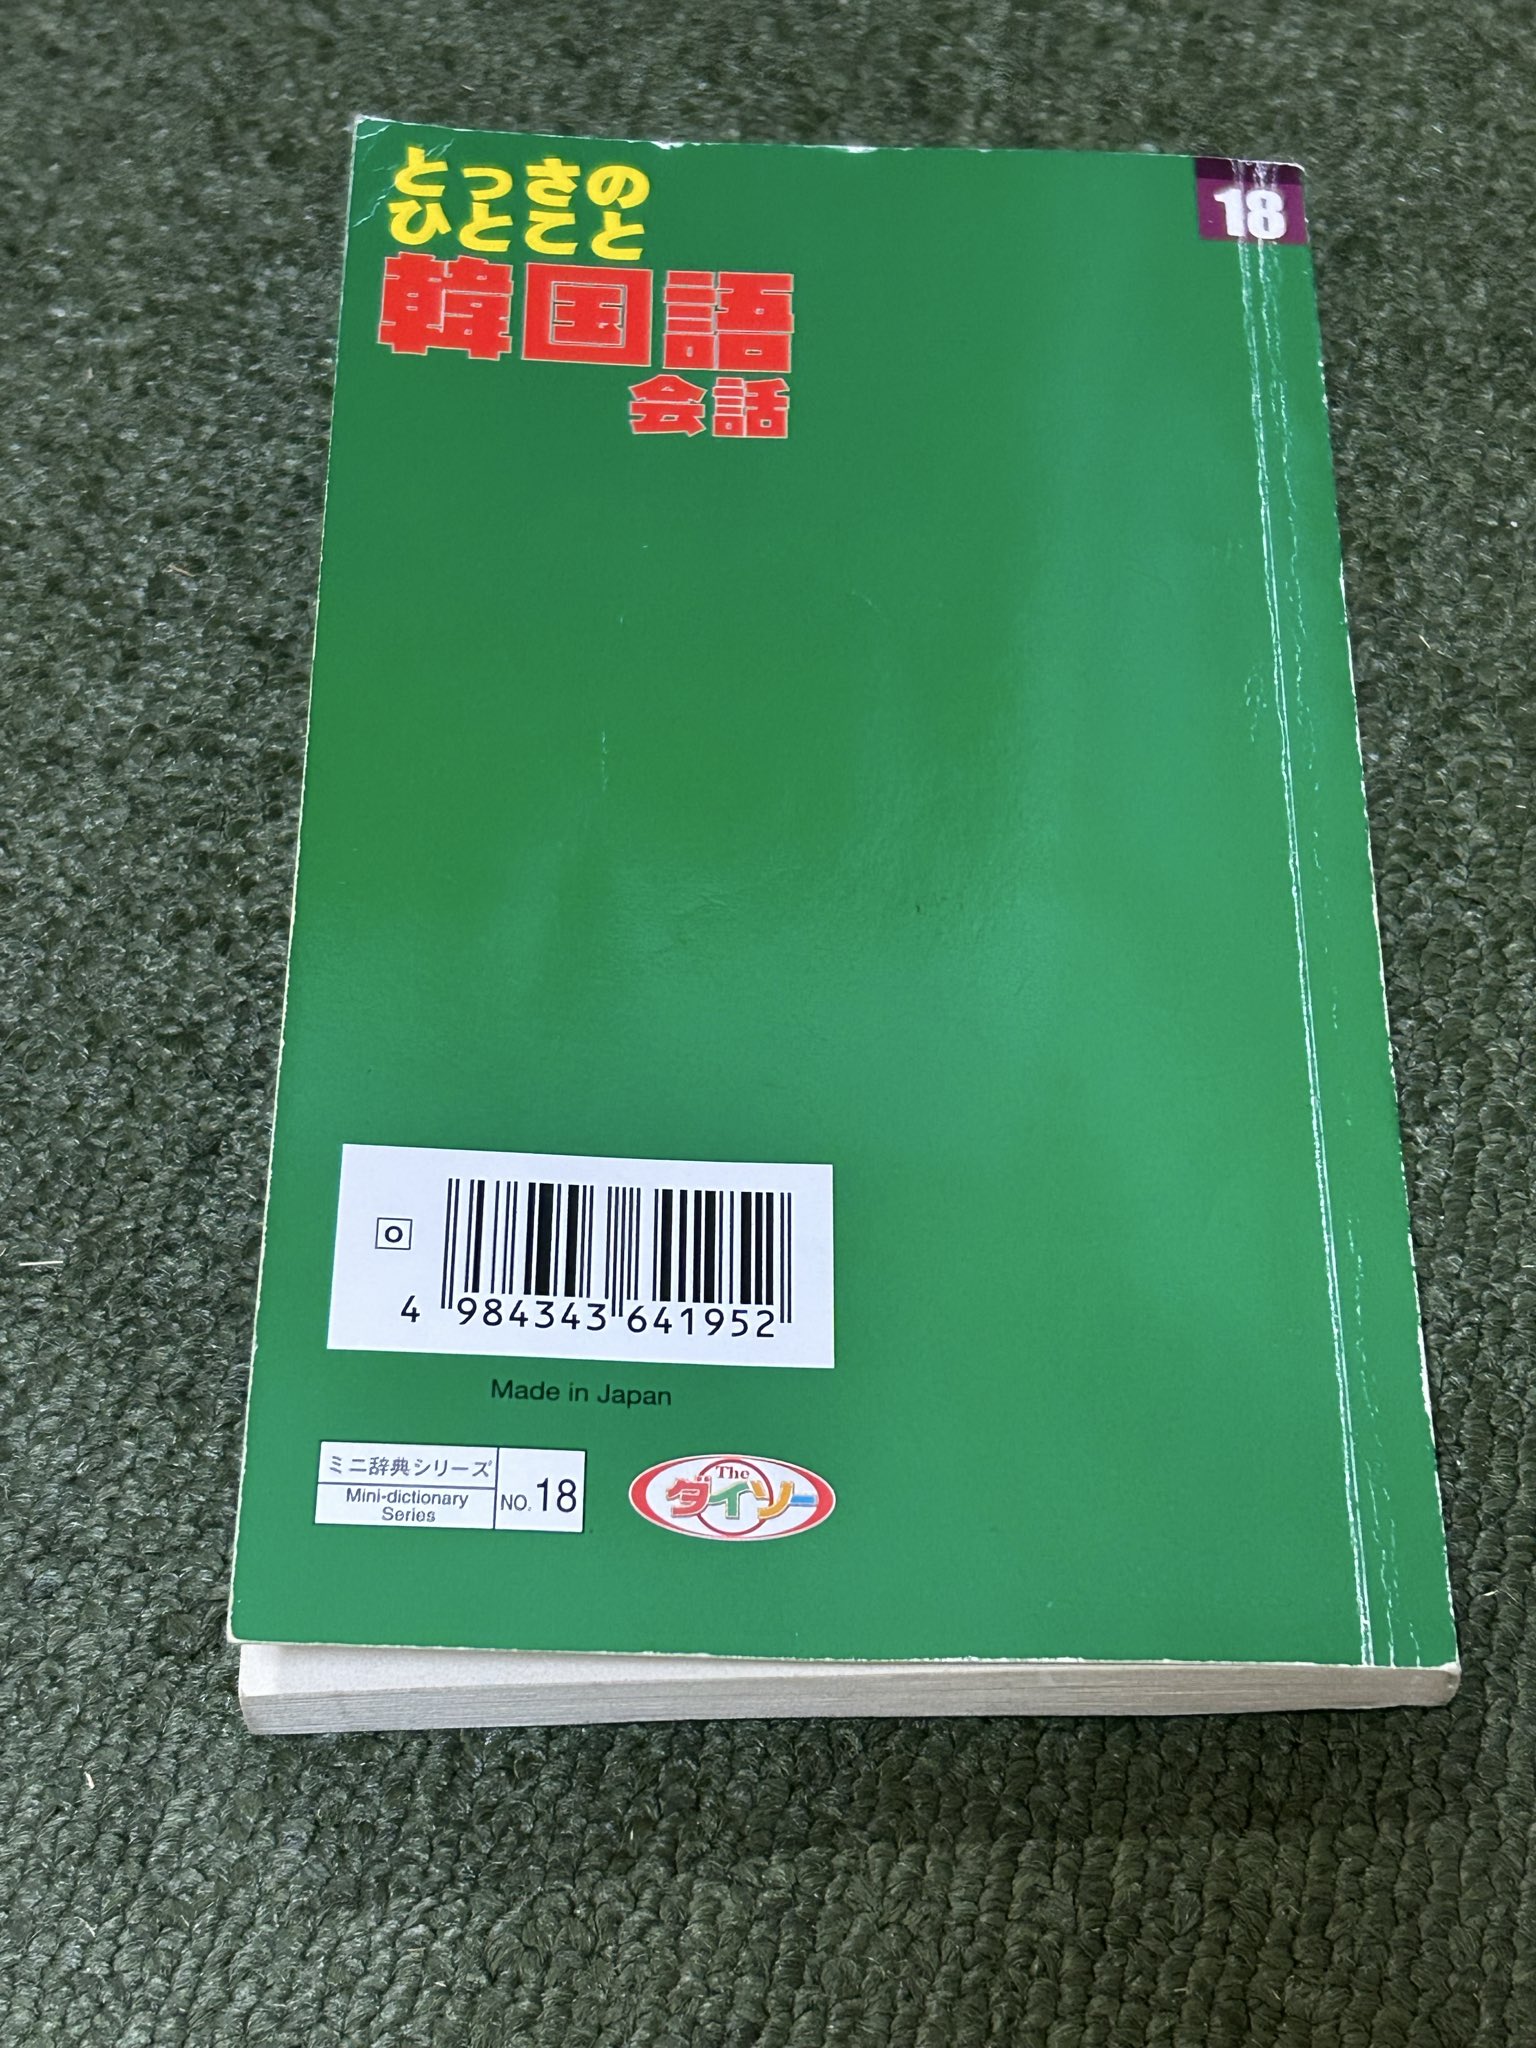 とっさの
ひとこと
韓国語
会話
18
O
4 984343 641952
Made in Japan
ミニ辞典シリーズ
Mini-dictionary
Series
NO.18
The
ダイソー